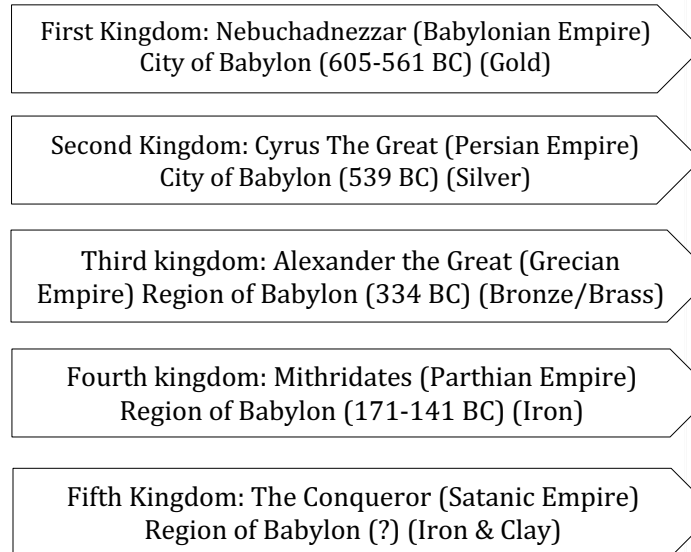 First Kingdom: Nebuchadnezzar (Babylonian Empire)
City of Babylon (605-561 BC) (Gold)
Second Kingdom: Cyrus The Great (Persian Empire)
City of Babylon (539 BC) (Silver)
Third kingdom: Alexander the Great (Grecian
Empire) Region of Babylon (334 BC) (Bronze/Brass)
Fourth kingdom: Mithridates (Parthian Empire)
Region of Babylon (171-141 BC) (Iron)
Fifth Kingdom: The Conqueror (Satanic Empire)
Region of Babylon (?) (Iron & Clay)